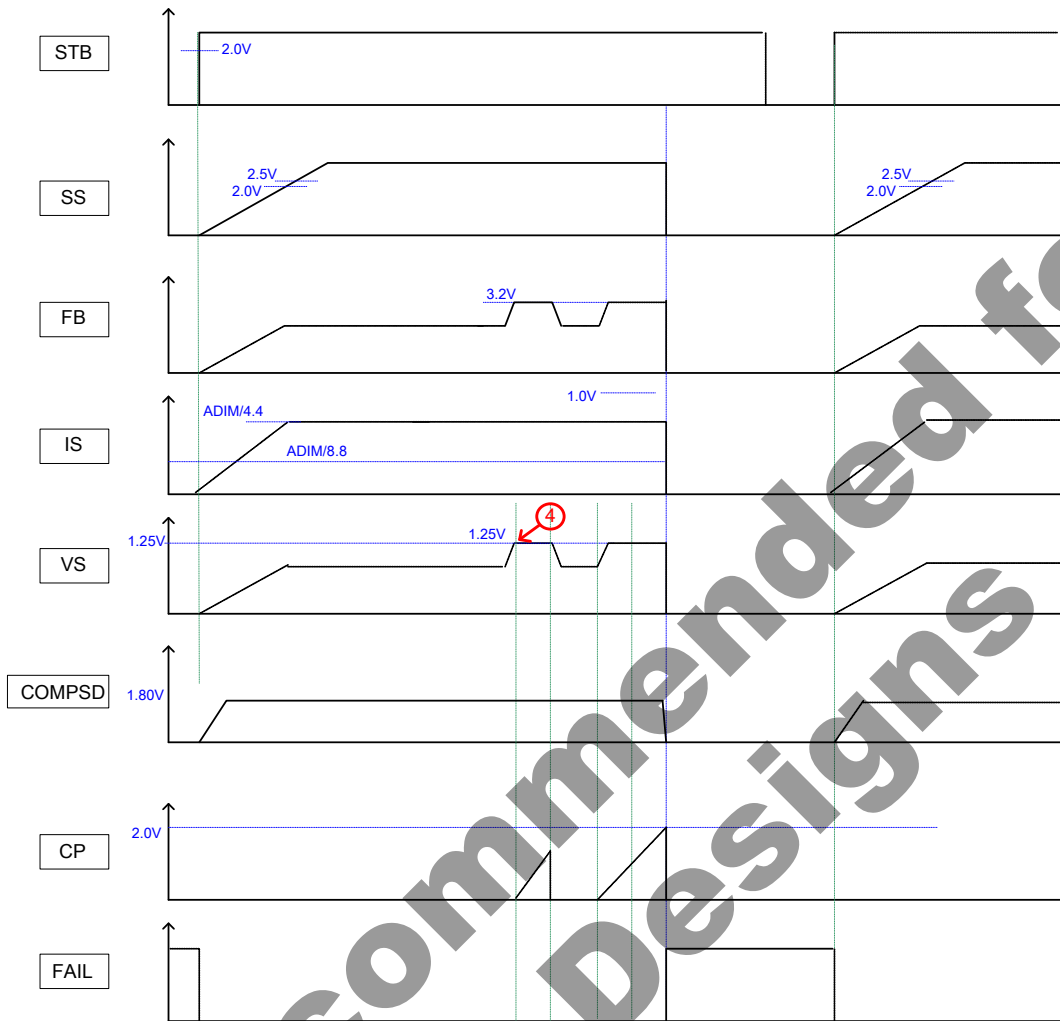 STB
2.0V
SS
2.5V
2.0V
2.5V
2.0V
FB
3.2V
1.0V
IS
ADIM/4.4
ADIM/8.8
4
1.25V
1.25V
VS
COMPSD
1.80V
2.0V
CP
FAIL
commended fo
Designs